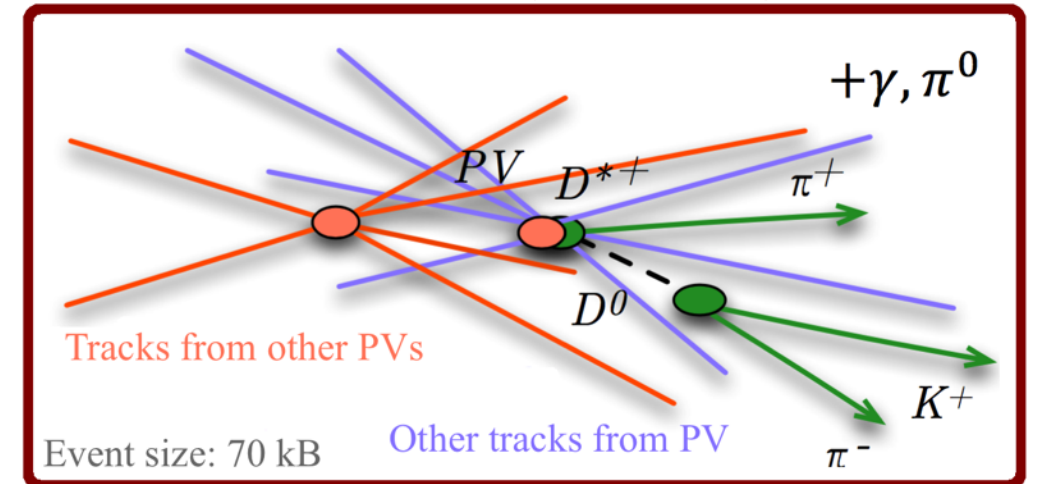 +γ, π⁰
PV
D*⁺
π⁺
D⁰
Tracks from other PVs
K⁺
Other tracks from PV
Event size: 70 kB
π⁻